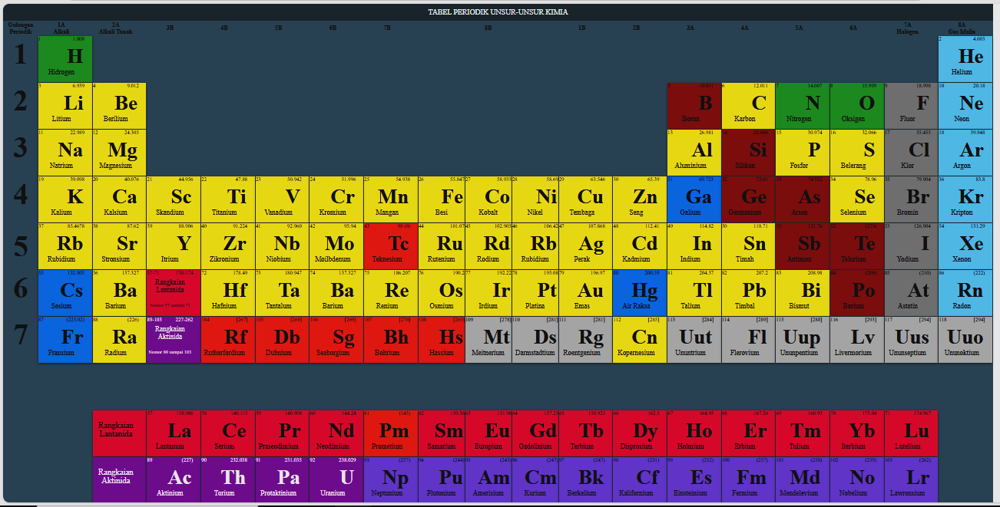 TABEL PERIODIK UNSUR-UNSUR KIMIA
Golongan 1A 2A 3B 4B 5B 6B 7B 8B 1B 2B 3A 4A 5A 6A 7A 8A
Periodik Alkali Alkali Tanah Halogen Gas Mulia
1 1.008 2 4.003
1 H He
Hidrogen Helium
3 6.939 4 9.012 5 6 12.011 7 14.007 8 15.999 9 18.998 10 20.18
2 Li Be B C N O F Ne
Litium Berilium Boron Karbon Nitrogen Oksigen Fluor Neon
11 22.989 12 24.305 13 26.981 14 15 30.974 16 32.066 17 35.453 18 39.948
3 Na Mg Al Si P S Cl Ar
Natrium Magnesium Aluminium Silikon Fosfor Belerang Klor Argon
19 39.098 20 40.076 21 44.956 22 47.88 23 50.942 24 51.996 25 54.938 26 55.847 27 58.933 28 58.69 29 63.546 30 65.39 31 69.723 32 72.61 33 74.922 34 78.96 35 79.904 36 83.8
4 K Ca Sc Ti V Cr Mn Fe Co Ni Cu Zn Ga Ge As Se Br Kr
Kalium Kalsium Skandium Titanium Vanadium Kromium Mangan Besi Kobalt Nikel Tembaga Seng Galium Germanium Arsen Selenium Bromin Kripton
37 85.4678 38 87.62 39 88.906 40 91.224 41 92.960 42 95.94 43 98 (0) 44 101.07 45 102.905 46 106.42 47 107.868 48 112.41 49 114.82 50 118.71 51 121.76 52 127.6 53 126.904 54 131.29
5 Rb Sr Y Zr Nb Mo Tc Ru Rd Rb Ag Cd In Sn Sb Te I Xe
Rubidium Stronsium Itrium Zikronium Niobium Molibdenum Teknesium Rutenium Rodium Rubidium Perak Kadmium Indium Timah Antimon Telurium Yodium Xenon
55 132.905 56 137.327 57-71 138-174 72 178.49 73 180.947 74 137.327 75 186.207 76 190.2 77 192.22 78 195.08 79 196.97 80 200.59 81 204.37 82 207.2 83 208.98 84 (209) 85 (210) 86 (222)
6 Cs Ba Rangkaian Lantanida Hf Ta Ba Re Os Ir Pt Au Hg Tl Pb Bi Po At Rn
Sesium Barium Nomor 57 sampai 71 Hafnium Tantalum Barium Renium Osmium Irdium Platina Emas Air Raksa Talium Timbal Bismut Barium Astatin Radon
87 (223.02) 88 (226) 89-103 227-262 104 [267] 105 [268] 106 [269] 107 [270] 108 [269] 109 [278] 110 [281] 111 [281] 112 [285] 113 [284] 114 [289] 115 [288] 116 [293] 117 [294] 118 [294]
7 Fr Ra Rangkaian Aktinida Rf Db Sg Bh Hs Mt Ds Rg Cn Uut Fl Uup Lv Uus Uuo
Fransium Radium Nomor 89 sampai 103 Rutherfordium Dubnium Seaborgium Bohrium Hassium Meitnerium Darmstadtium Roentgenium Kopernesium Ununtrium Flerovium Ununpentium Livermorium Ununseptium Ununoktium
57 138.906 58 140.115 59 140.908 60 144.24 61 (145) 62 150.36 63 151.96 64 157.25 65 158.925 66 162.5 67 164.93 68 167.26 69 168.93 70 173.04 71 174.967
Rangkaian Lantanida La Ce Pr Nd Pm Sm Eu Gd Tb Dy Ho Er Tm Yb Lu
Lantanum Serium Praseodimium Neodimium Prometium Samarium Europium Gadolinium Terbium Disprosium Holmium Erbium Tulium Iterbium Lutetium
89 (227) 90 232.038 91 231.035 92 238.029 93 (237) 94 (244) 95 (243) 96 (247) 97 (247) 98 (251) 99 (252) 100 (257) 101 (258) 102 (259) 103 (262)
Rangkaian Aktinida Ac Th Pa U Np Pu Am Cm Bk Cf Es Fm Md No Lr
Aktinium Torium Protaktinium Uranium Neptunium Plutonium Amerisium Kurium Berkelium Kalifornium Einsteinium Fermium Mendelevium Nobelium Lawrensium